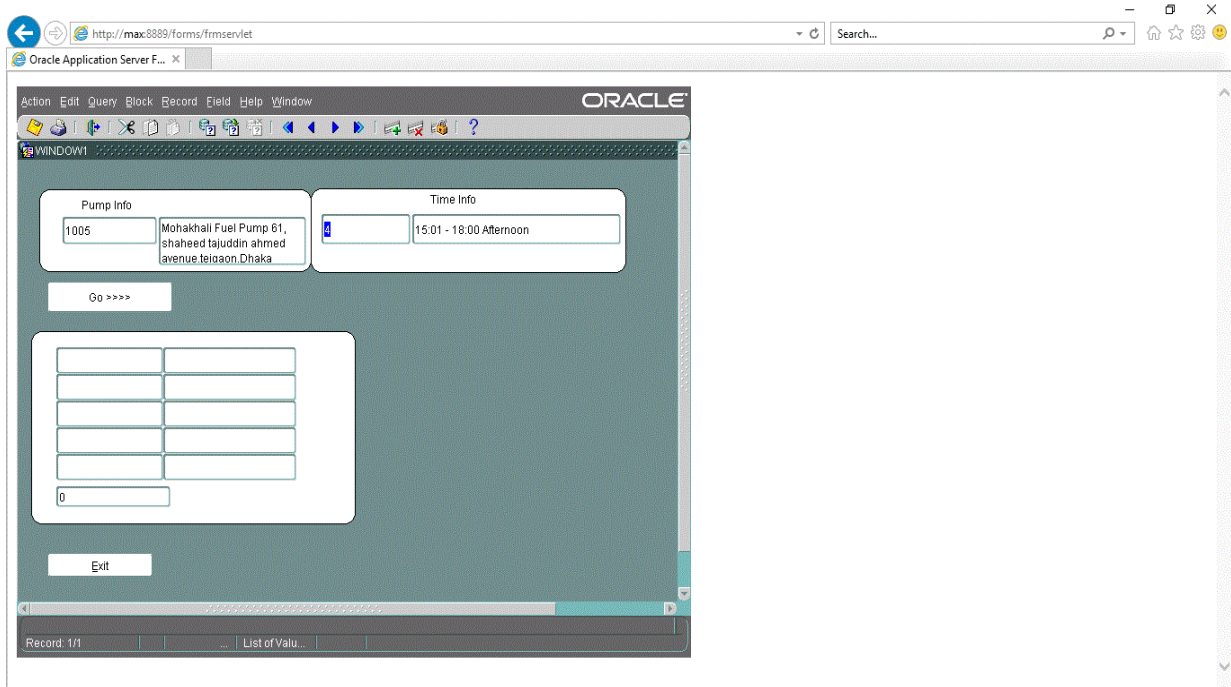 http://max:8889/forms/frmservlet
Search...
Oracle Application Server F...
Action Edit Query Block Record Field Help Window
ORACLE
WINDOW1
Pump Info
Time Info
1005
Mohakhali Fuel Pump 61,
shaheed tajuddin ahmed
avenue,tejgaon,Dhaka
4
15:01 - 18:00 Afternoon
Go >>>>
0
Exit
Record: 1/1
...
List of Valu...